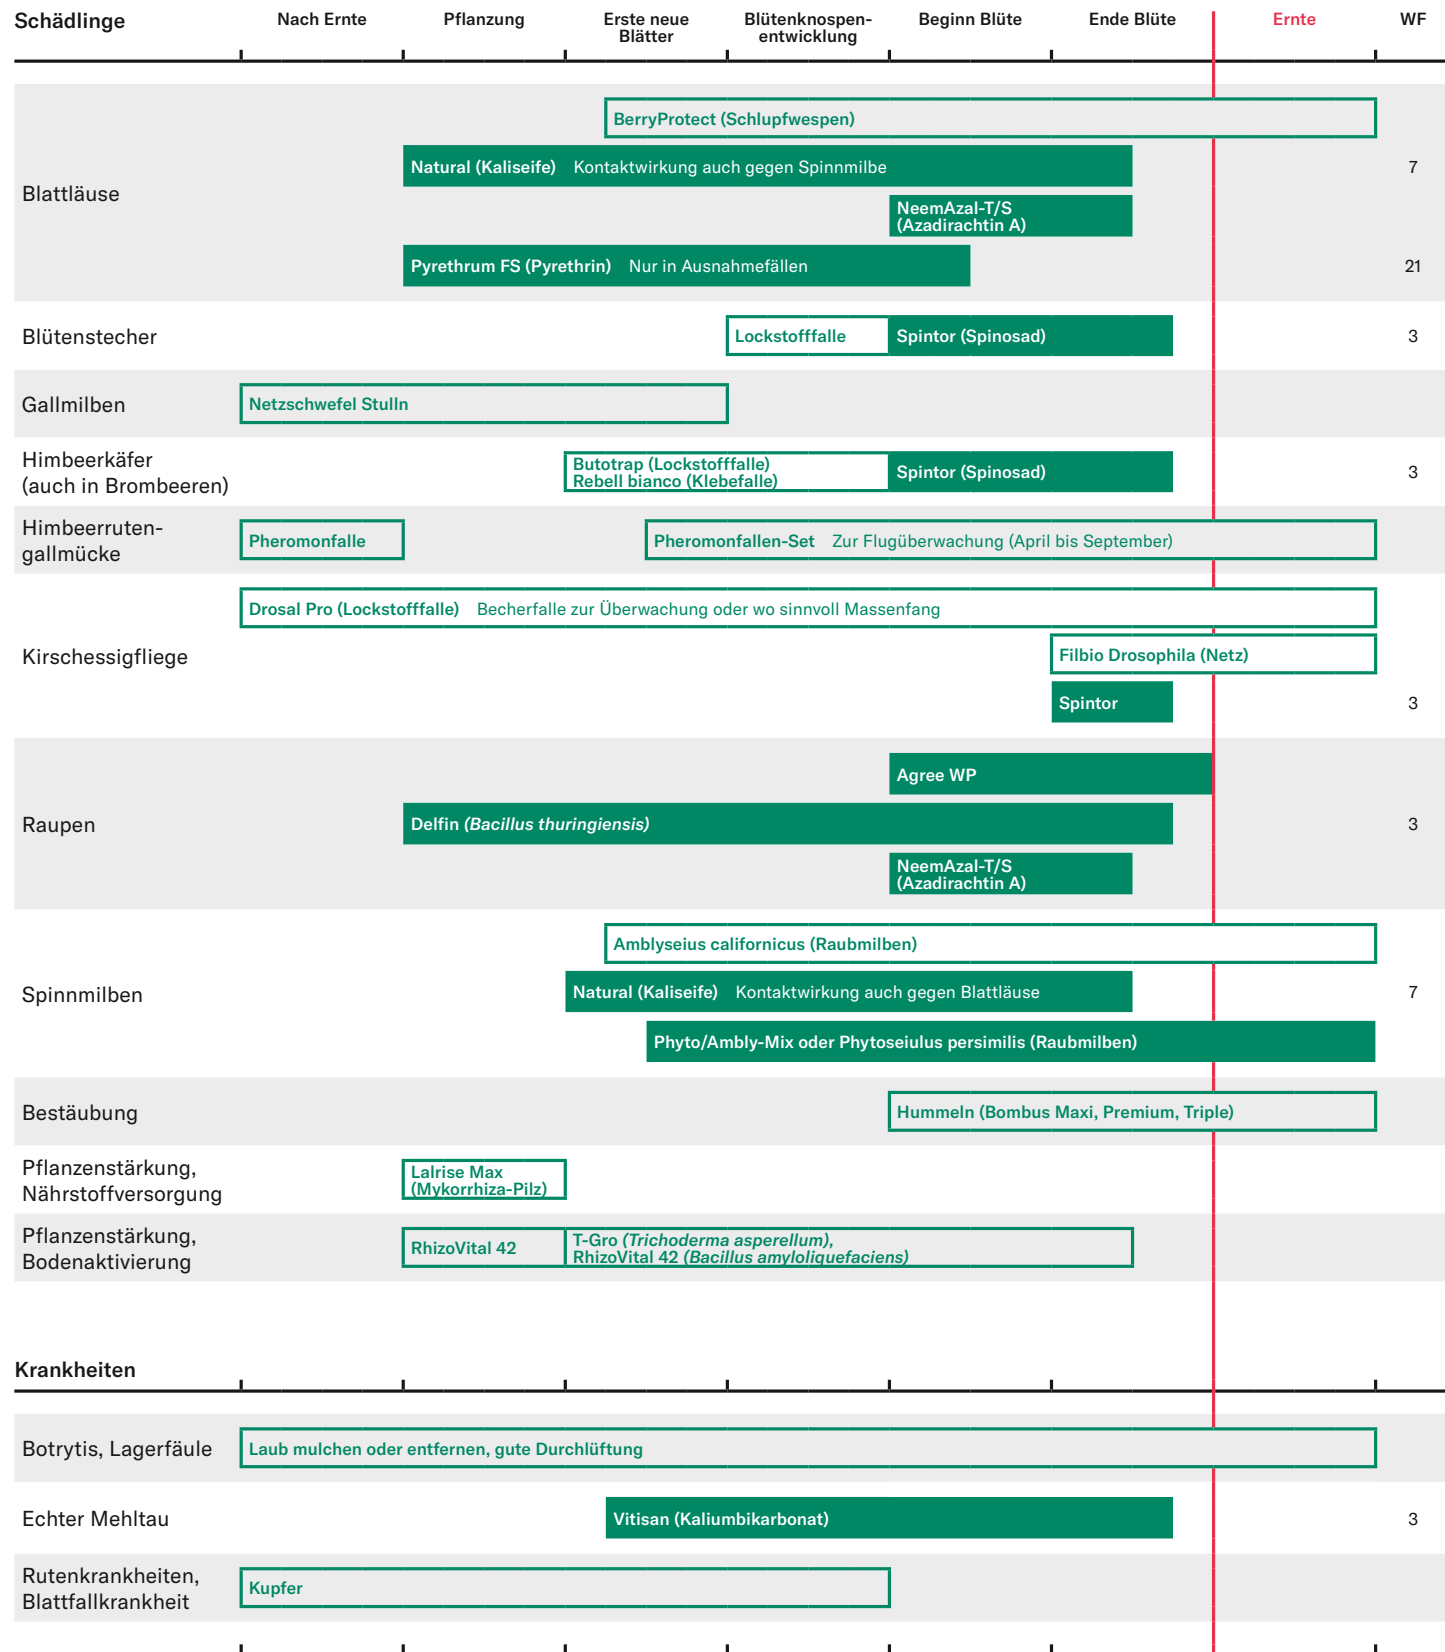 Schädlinge
Nach Ernte
Pflanzung
Erste neue
Blätter
Blütenknospen-
entwicklung
Beginn Blüte
Ende Blüte
Ernte
WF
Blattläuse
BerryProtect (Schlupfwespen)
Natural (Kaliseife) Kontaktwirkung auch gegen Spinnmilbe
7
NeemAzal-T/S
(Azadirachtin A)
Pyrethrum FS (Pyrethrin) Nur in Ausnahmefällen
21
Blütenstecher
Lockstofffalle
Spintor (Spinosad)
3
Gallmilben
Netzschwefel Stulln
Himbeerkäfer
(auch in Brombeeren)
Butotrap (Lockstofffalle)
Rebell bianco (Klebefalle)
Spintor (Spinosad)
3
Himbeerruten-
gallmücke
Pheromonfalle
Pheromonfallen-Set Zur Flugüberwachung (April bis September)
Kirschessigfliege
Drosal Pro (Lockstofffalle) Becherfalle zur Überwachung oder wo sinnvoll Massenfang
Filbio Drosophila (Netz)
Spintor
3
Raupen
Agree WP
Delfin (Bacillus thuringiensis)
3
NeemAzal-T/S
(Azadirachtin A)
Spinnmilben
Amblyseius californicus (Raubmilben)
Natural (Kaliseife) Kontaktwirkung auch gegen Blattläuse
7
Phyto/Ambly-Mix oder Phytoseiulus persimilis (Raubmilben)
Bestäubung
Hummeln (Bombus Maxi, Premium, Triple)
Pflanzenstärkung,
Nährstoffversorgung
Lalrise Max
(Mykorrhiza-Pilz)
Pflanzenstärkung,
Bodenaktivierung
RhizoVital 42
T-Gro (Trichoderma asperellum),
RhizoVital 42 (Bacillus amyloliquefaciens)
Krankheiten
Botrytis, Lagerfäule
Laub mulchen oder entfernen, gute Durchlüftung
Echter Mehltau
Vitisan (Kaliumbikarbonat)
3
Rutenkrankheiten,
Blattfallkrankheit
Kupfer